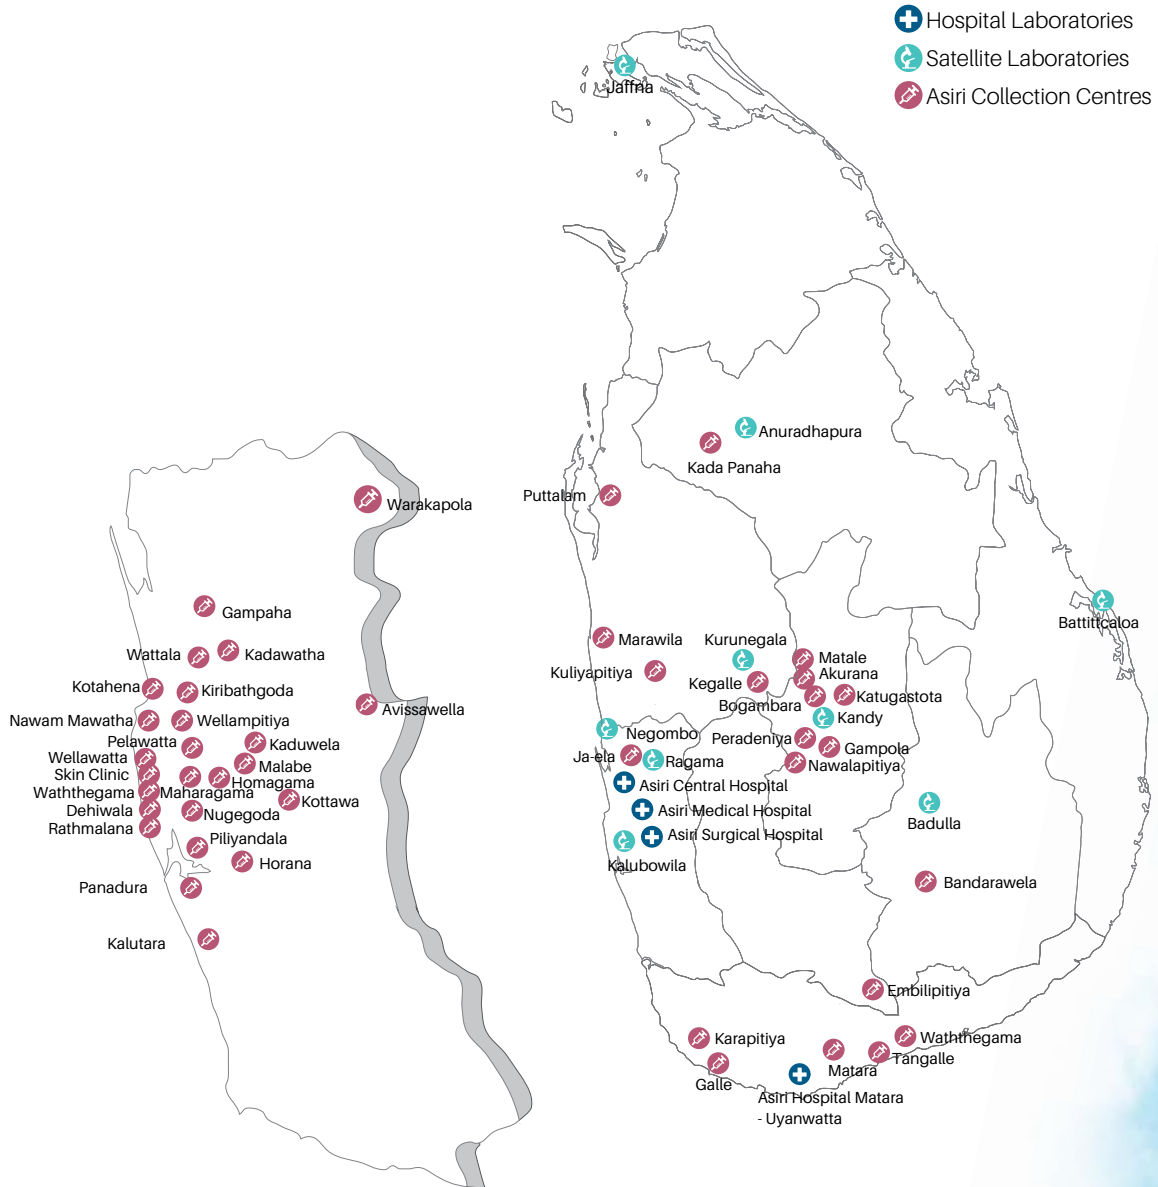 Hospital Laboratories
Satellite Laboratories
Asiri Collection Centres
Jaffna
Anuradhapura
Kada Panaha
Puttalam
Battitcaloa
Marawila
Kurunegala
Matale
Kuliyapitiya
Akurana
Kegalle
Katugastota
Bogambara
Kandy
Negombo
Peradeniya
Gampola
Ja-ela
Ragama
Nawalapitiya
Asiri Central Hospital
Asiri Medical Hospital
Asiri Surgical Hospital
Badulla
Kalubowila
Bandarawela
Embilipitiya
Karapitiya
Waththegama
Tangalle
Matara
Galle
Asiri Hospital Matara
- Uyanwatta
Warakapola
Gampaha
Wattala
Kadawatha
Kotahena
Kiribathgoda
Avissawella
Nawam Mawatha
Wellampitiya
Pelawatta
Kaduwela
Wellawatta
Malabe
Skin Clinic
Homagama
Waththegama
Maharagama
Kottawa
Dehiwala
Nugegoda
Rathmalana
Piliyandala
Horana
Panadura
Kalutara